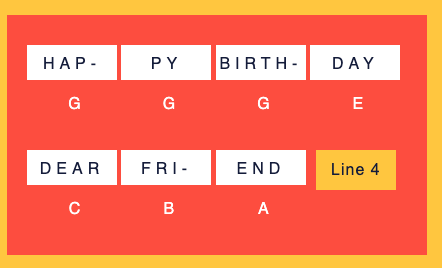 HAP- PY BIRTH- DAY
G G G E
DEAR FRI- END Line 4
C B A